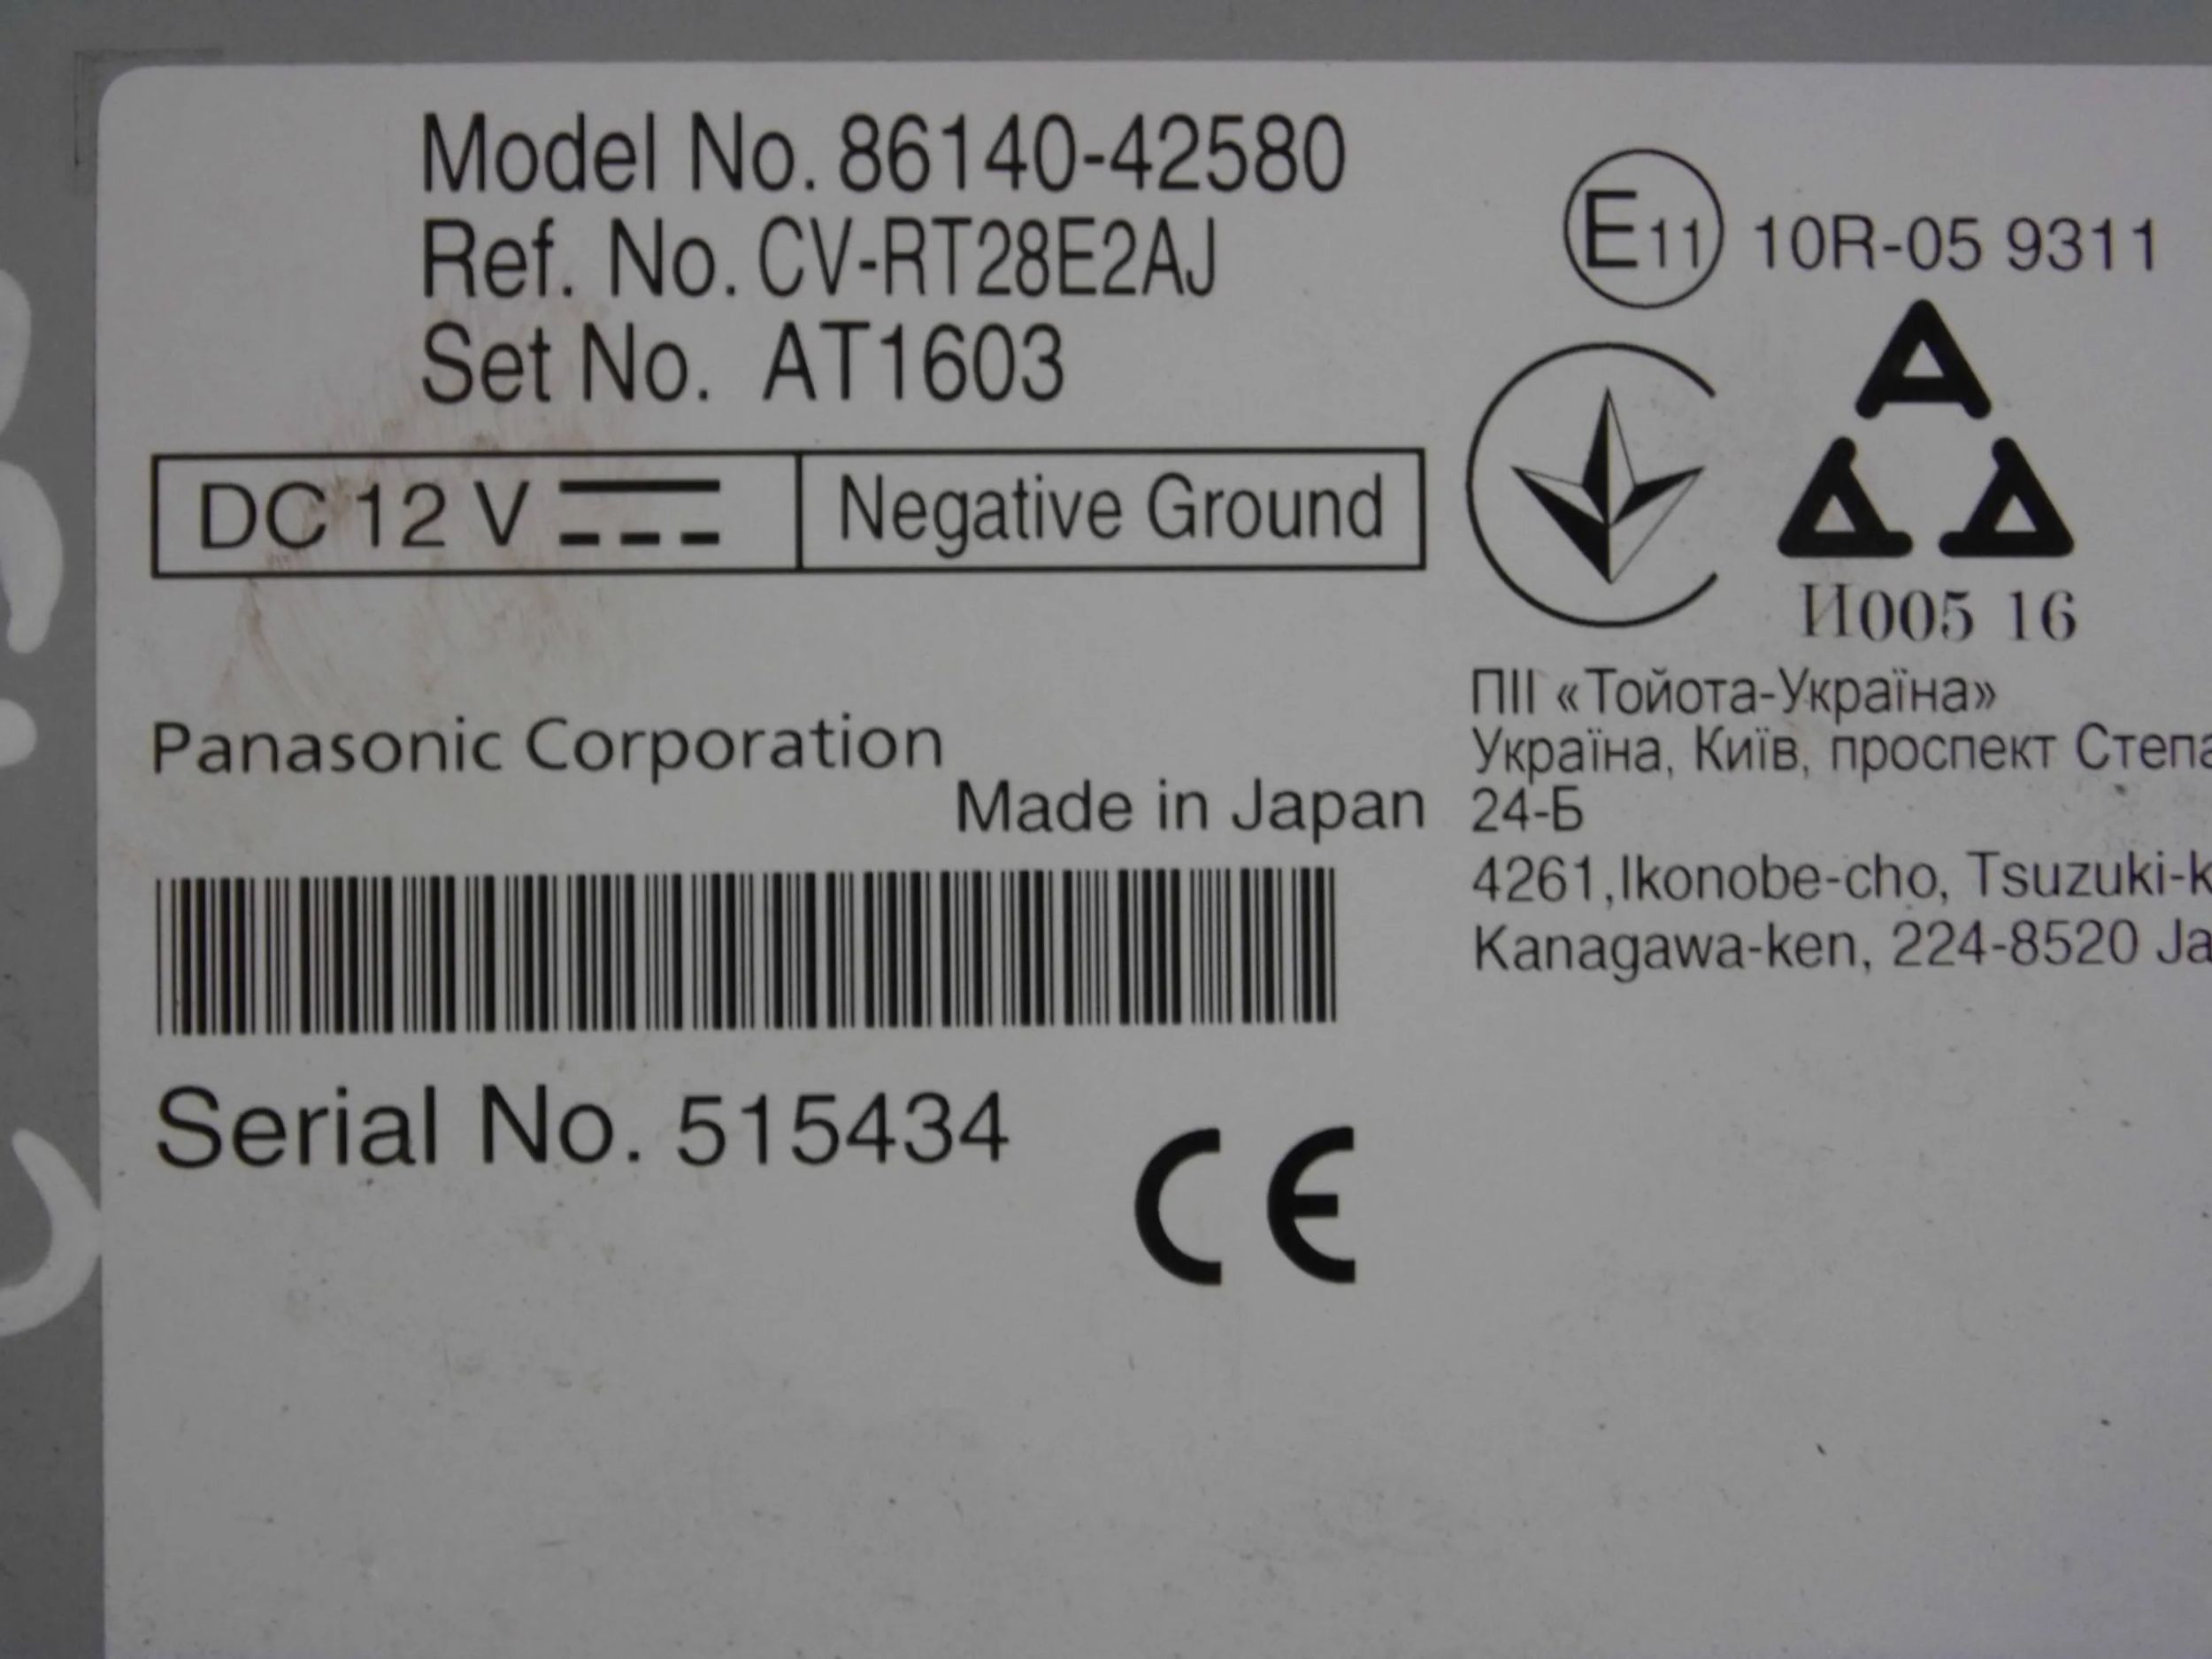 Model No. 86140-42580
Ref. No. CV-RT28E2AJ
Set No. AT1603
DC 12 V
Negative Ground
Panasonic Corporation
Made in Japan
Serial No. 515434
CE
E11 10R-05 9311
И005 16
ПІІ «Тойота-Україна»
Україна, Київ, проспект
24-Б
4261,Ikonobe-cho,
Kanagawa-ken, 224-8520